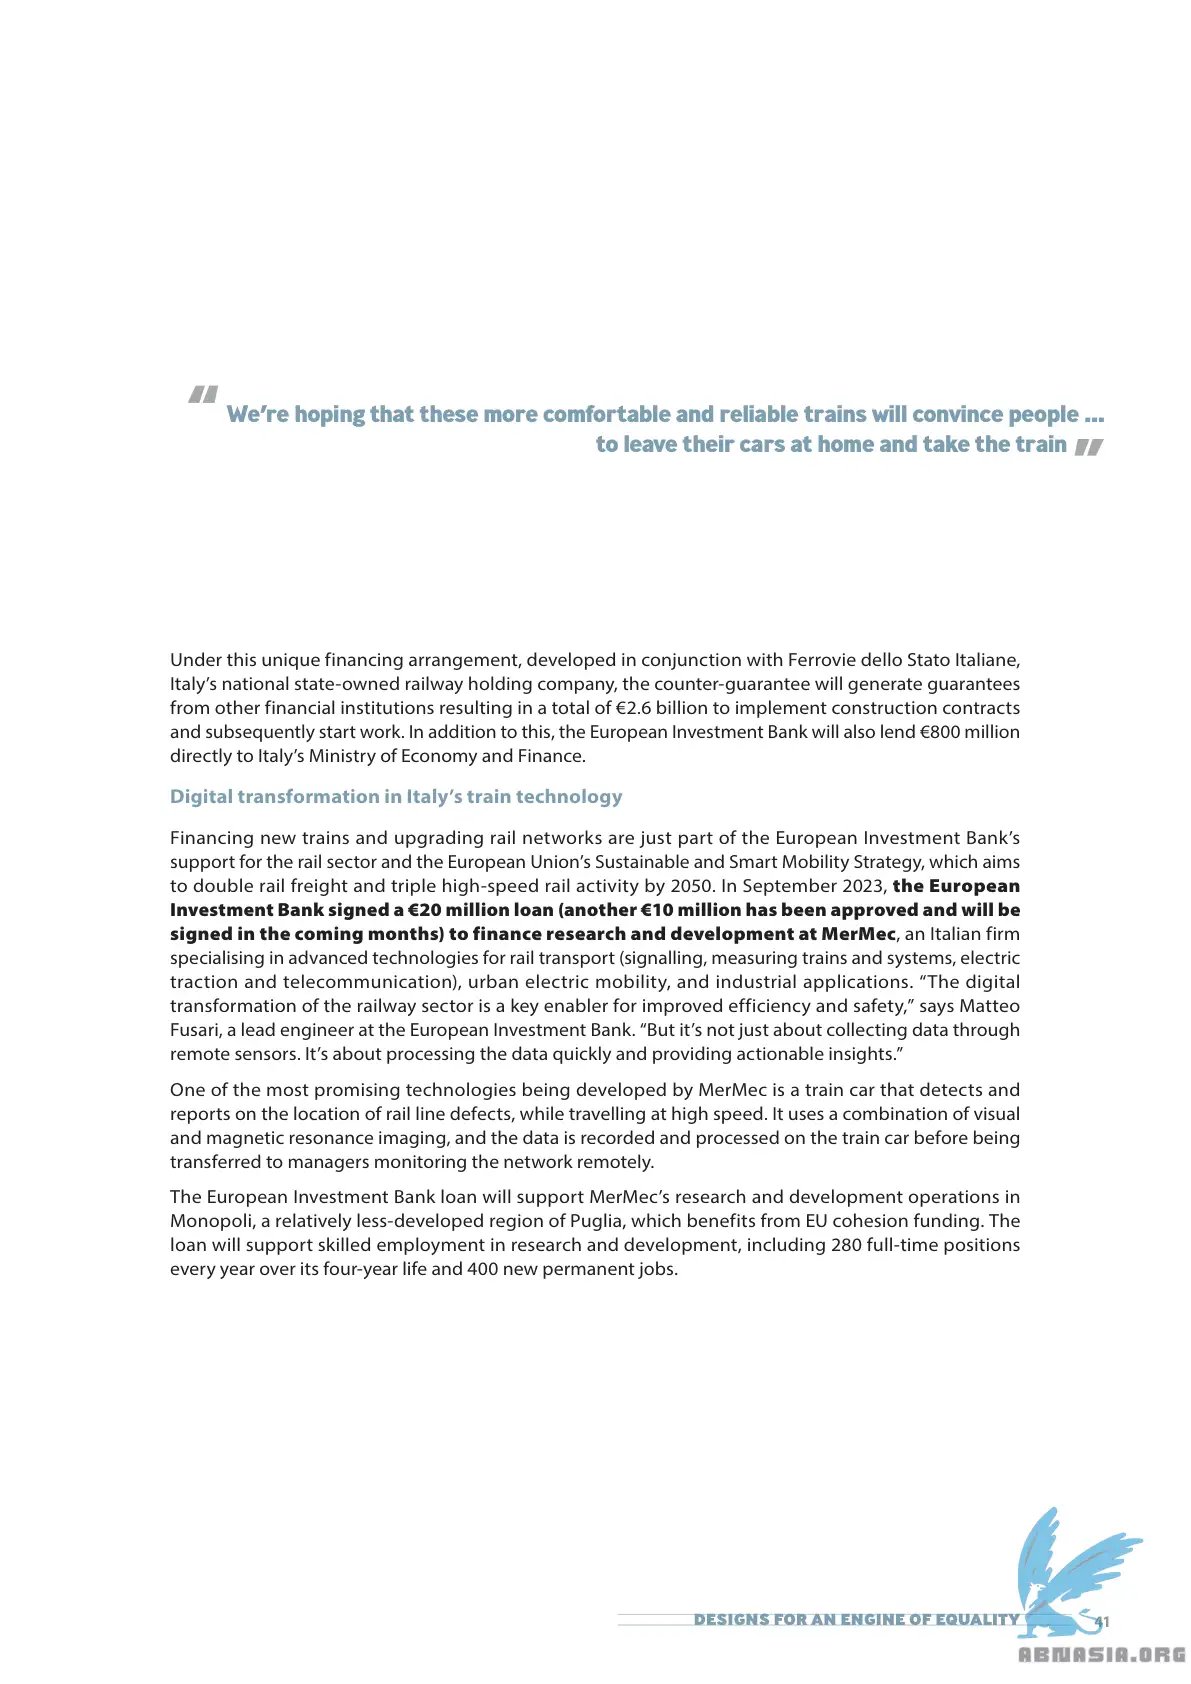 " We're hoping that these more comfortable and reliable trains will convince people ...
to leave their cars at home and take the train "
Under this unique financing arrangement, developed in conjunction with Ferrovie dello Stato Italiane,
Italy's national state-owned railway holding company, the counter-guarantee will generate guarantees
from other financial institutions resulting in a total of €2.6 billion to implement construction contracts
and subsequently start work. In addition to this, the European Investment Bank will also lend €800 million
directly to Italy's Ministry of Economy and Finance.
Digital transformation in Italy's train technology
Financing new trains and upgrading rail networks are just part of the European Investment Bank's
support for the rail sector and the European Union's Sustainable and Smart Mobility Strategy, which aims
to double rail freight and triple high-speed rail activity by 2050. In September 2023, the European
Investment Bank signed a €20 million loan (another €10 million has been approved and will be
signed in the coming months) to finance research and development at MerMec, an Italian firm
specialising in advanced technologies for rail transport (signalling, measuring trains and systems, electric
traction and telecommunication), urban electric mobility, and industrial applications. “The digital
transformation of the railway sector is a key enabler for improved efficiency and safety,” says Matteo
Fusari, a lead engineer at the European Investment Bank. “But it's not just about collecting data through
remote sensors. It's about processing the data quickly and providing actionable insights.”
One of the most promising technologies being developed by MerMec is a train car that detects and
reports on the location of rail line defects, while travelling at high speed. It uses a combination of visual
and magnetic resonance imaging, and the data is recorded and processed on the train car before being
transferred to managers monitoring the network remotely.
The European Investment Bank loan will support MerMec's research and development operations in
Monopoli, a relatively less-developed region of Puglia, which benefits from EU cohesion funding. The
loan will support skilled employment in research and development, including 280 full-time positions
every year over its four-year life and 400 new permanent jobs.
DESIGNS FOR AN ENGINE OF EQUALITY 41
ABNASIA.ORG